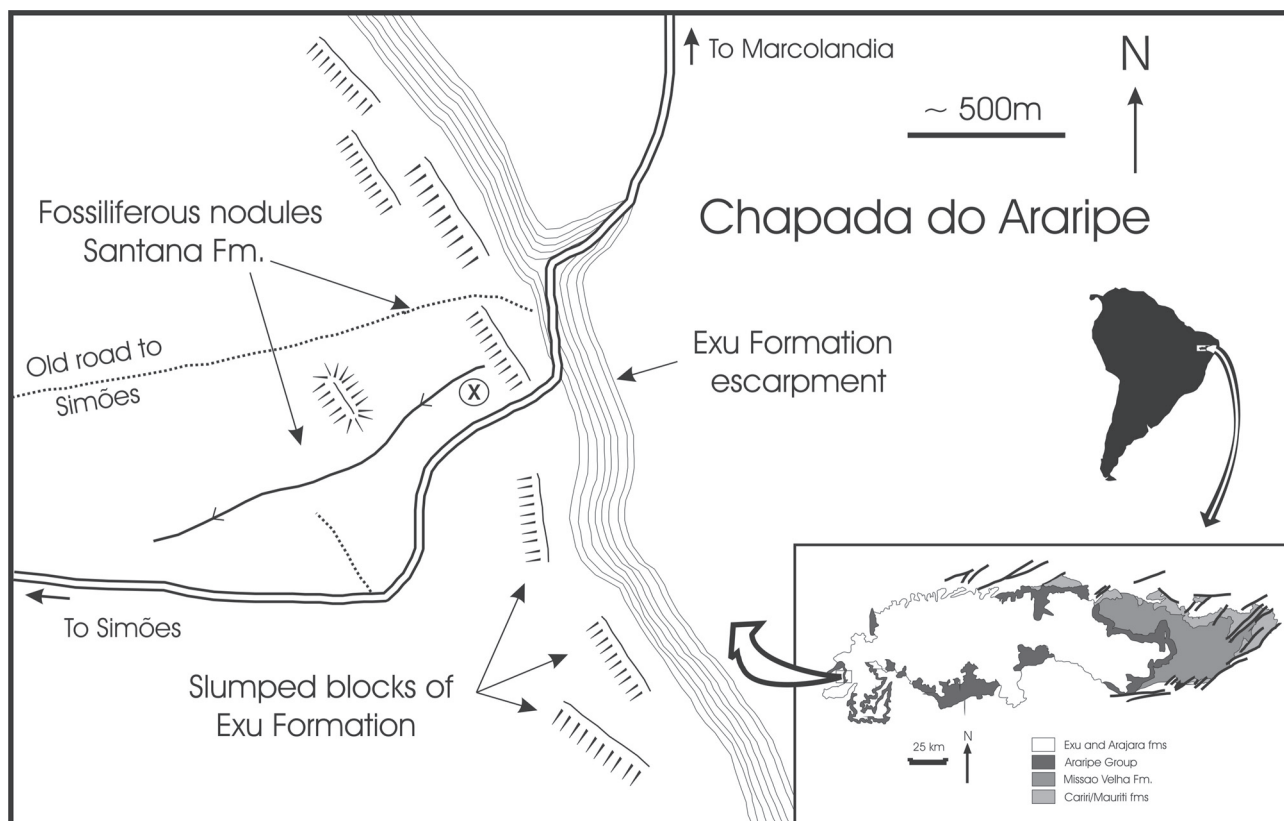 To Marcolandia
N
~ 500m
Chapada do Araripe
Fossiliferous nodules
Santana Fm.
Old road to
Simões
X
Exu Formation
escarpment
To Simões
Slumped blocks of
Exu Formation
25 km
N
Exu and Arajara fms
Araripe Group
Missao Velha Fm.
Cariri/Mauriti fms